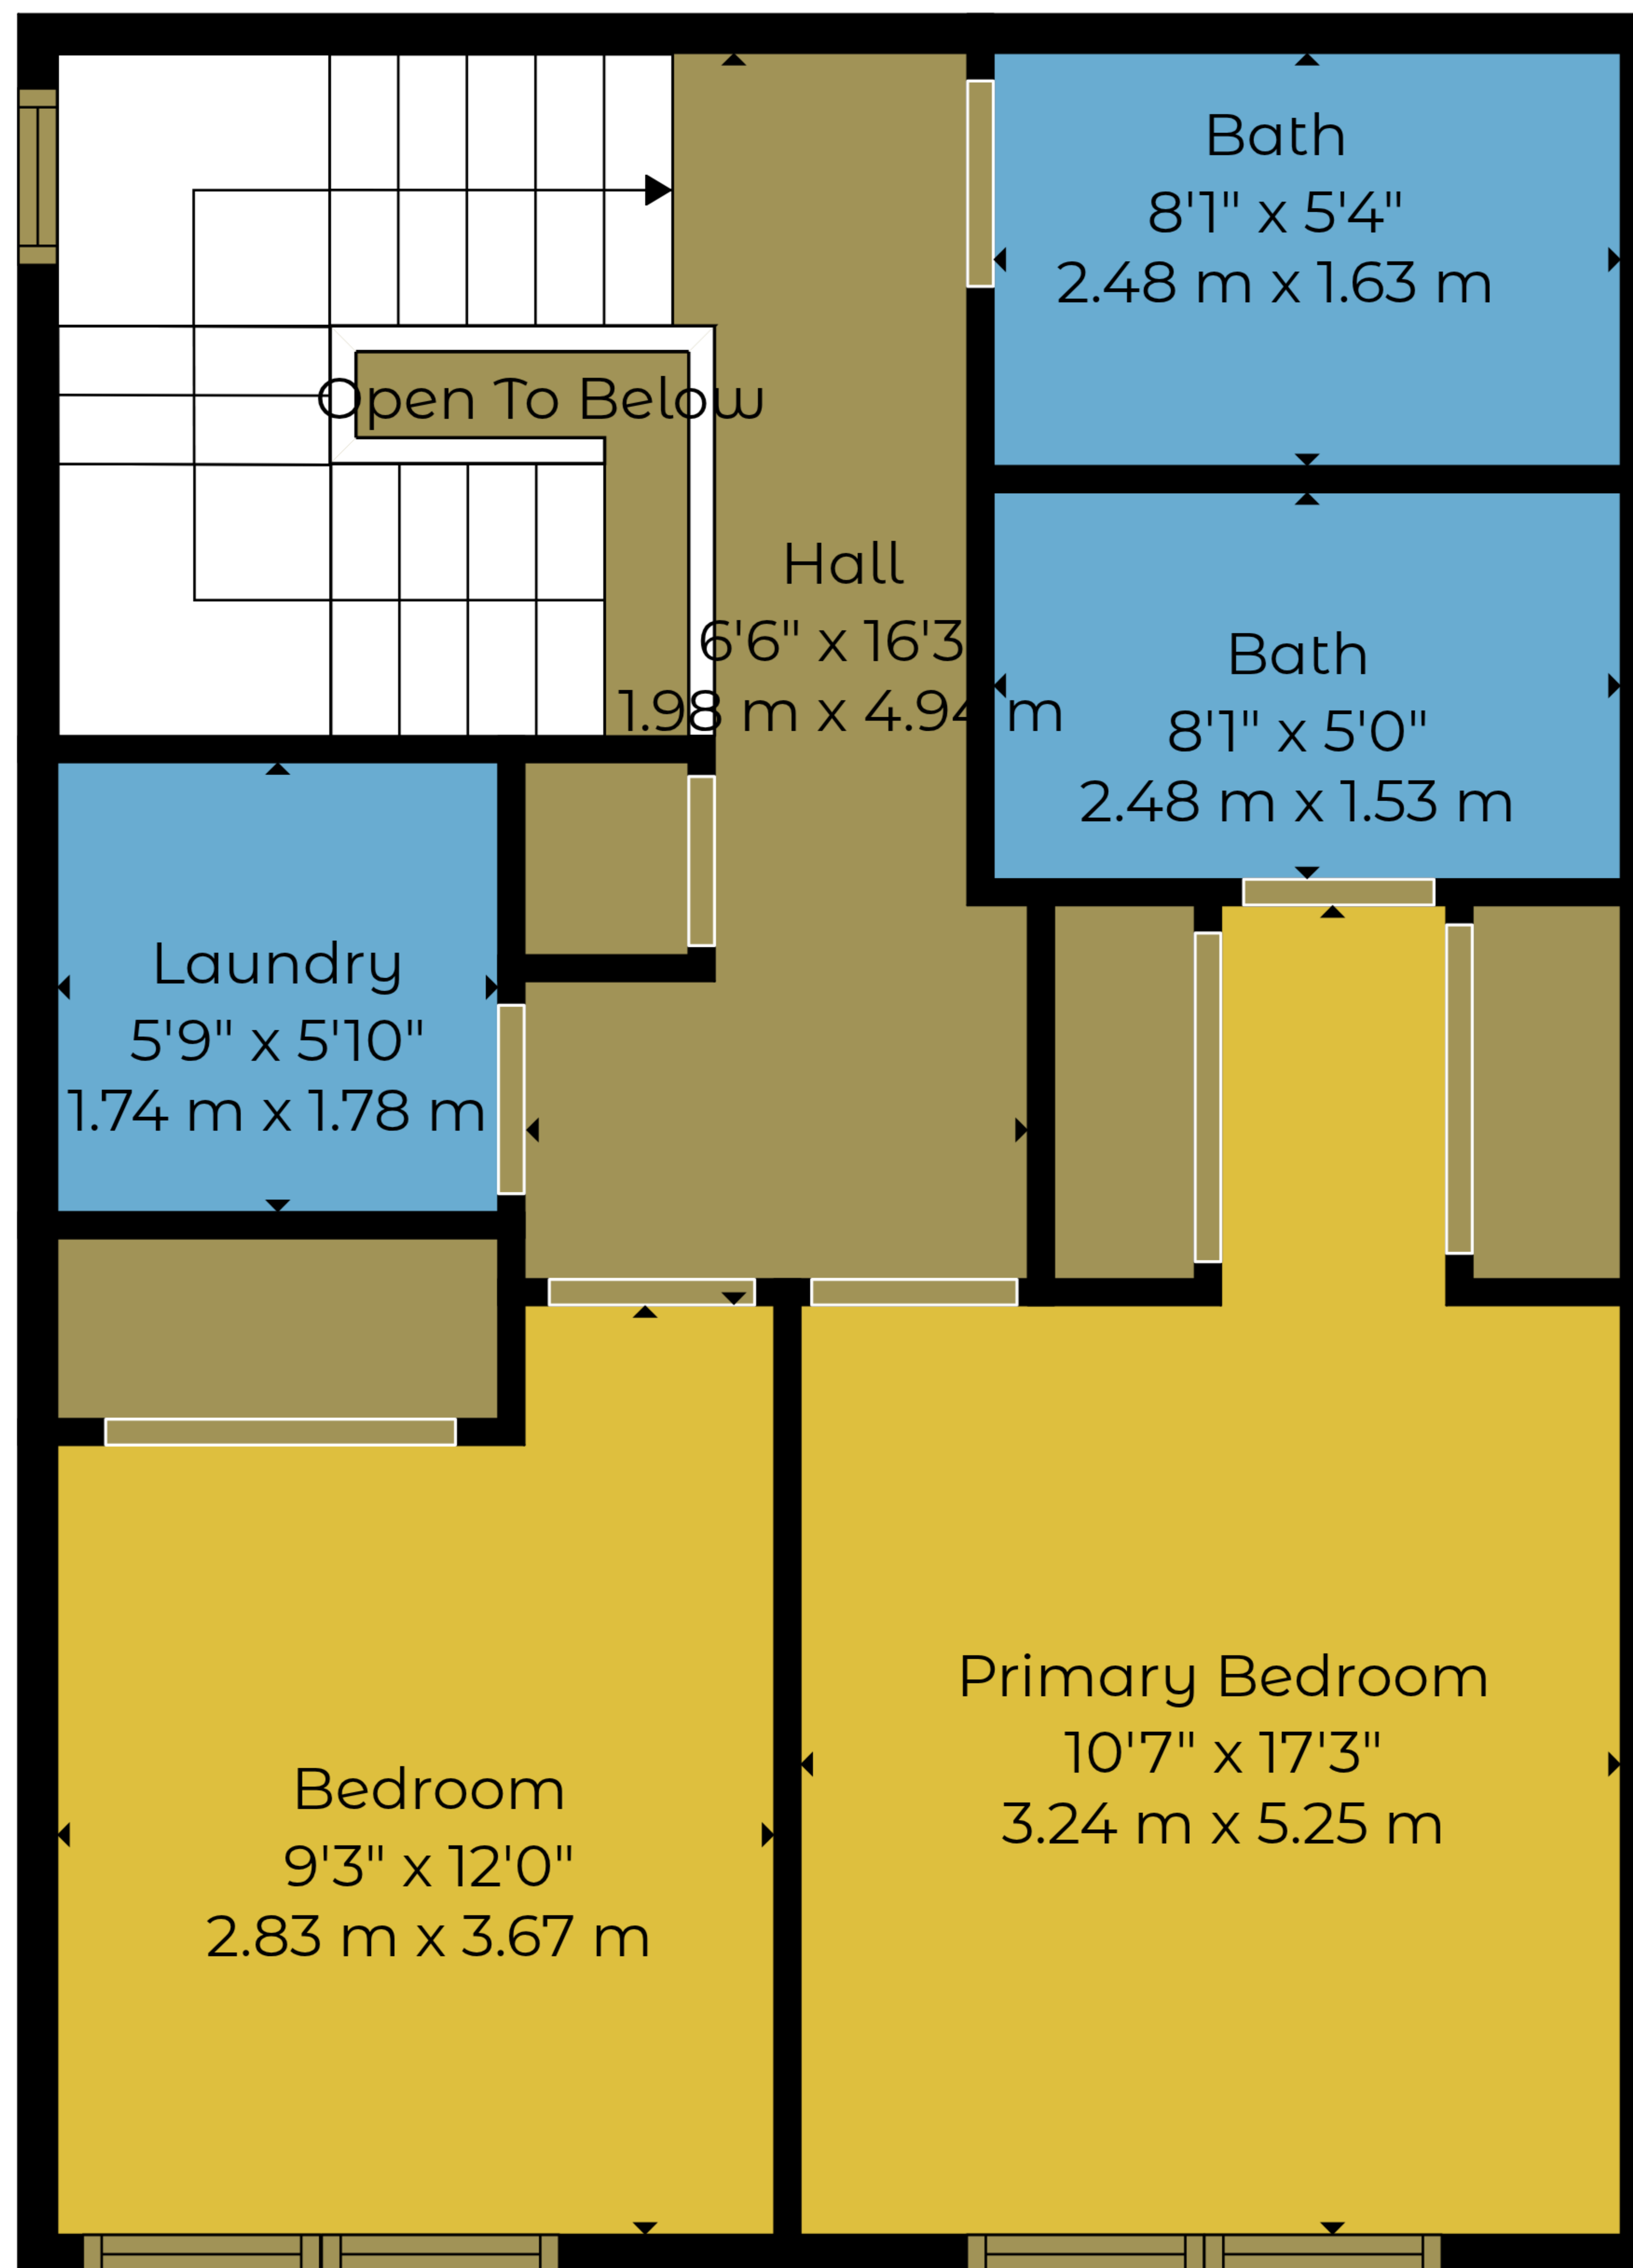 Bath
8'1" x 5'4"
2.48 m x 1.63 m
Open To Below
Hall
6'6" x 16'3
1.98 m x 4.94 m
Bath
8'1" x 5'0"
2.48 m x 1.53 m
Laundry
5'9" x 5'10"
1.74 m x 1.78 m
Primary Bedroom
10'7" x 17'3"
3.24 m x 5.25 m
Bedroom
9'3" x 12'0"
2.83 m x 3.67 m